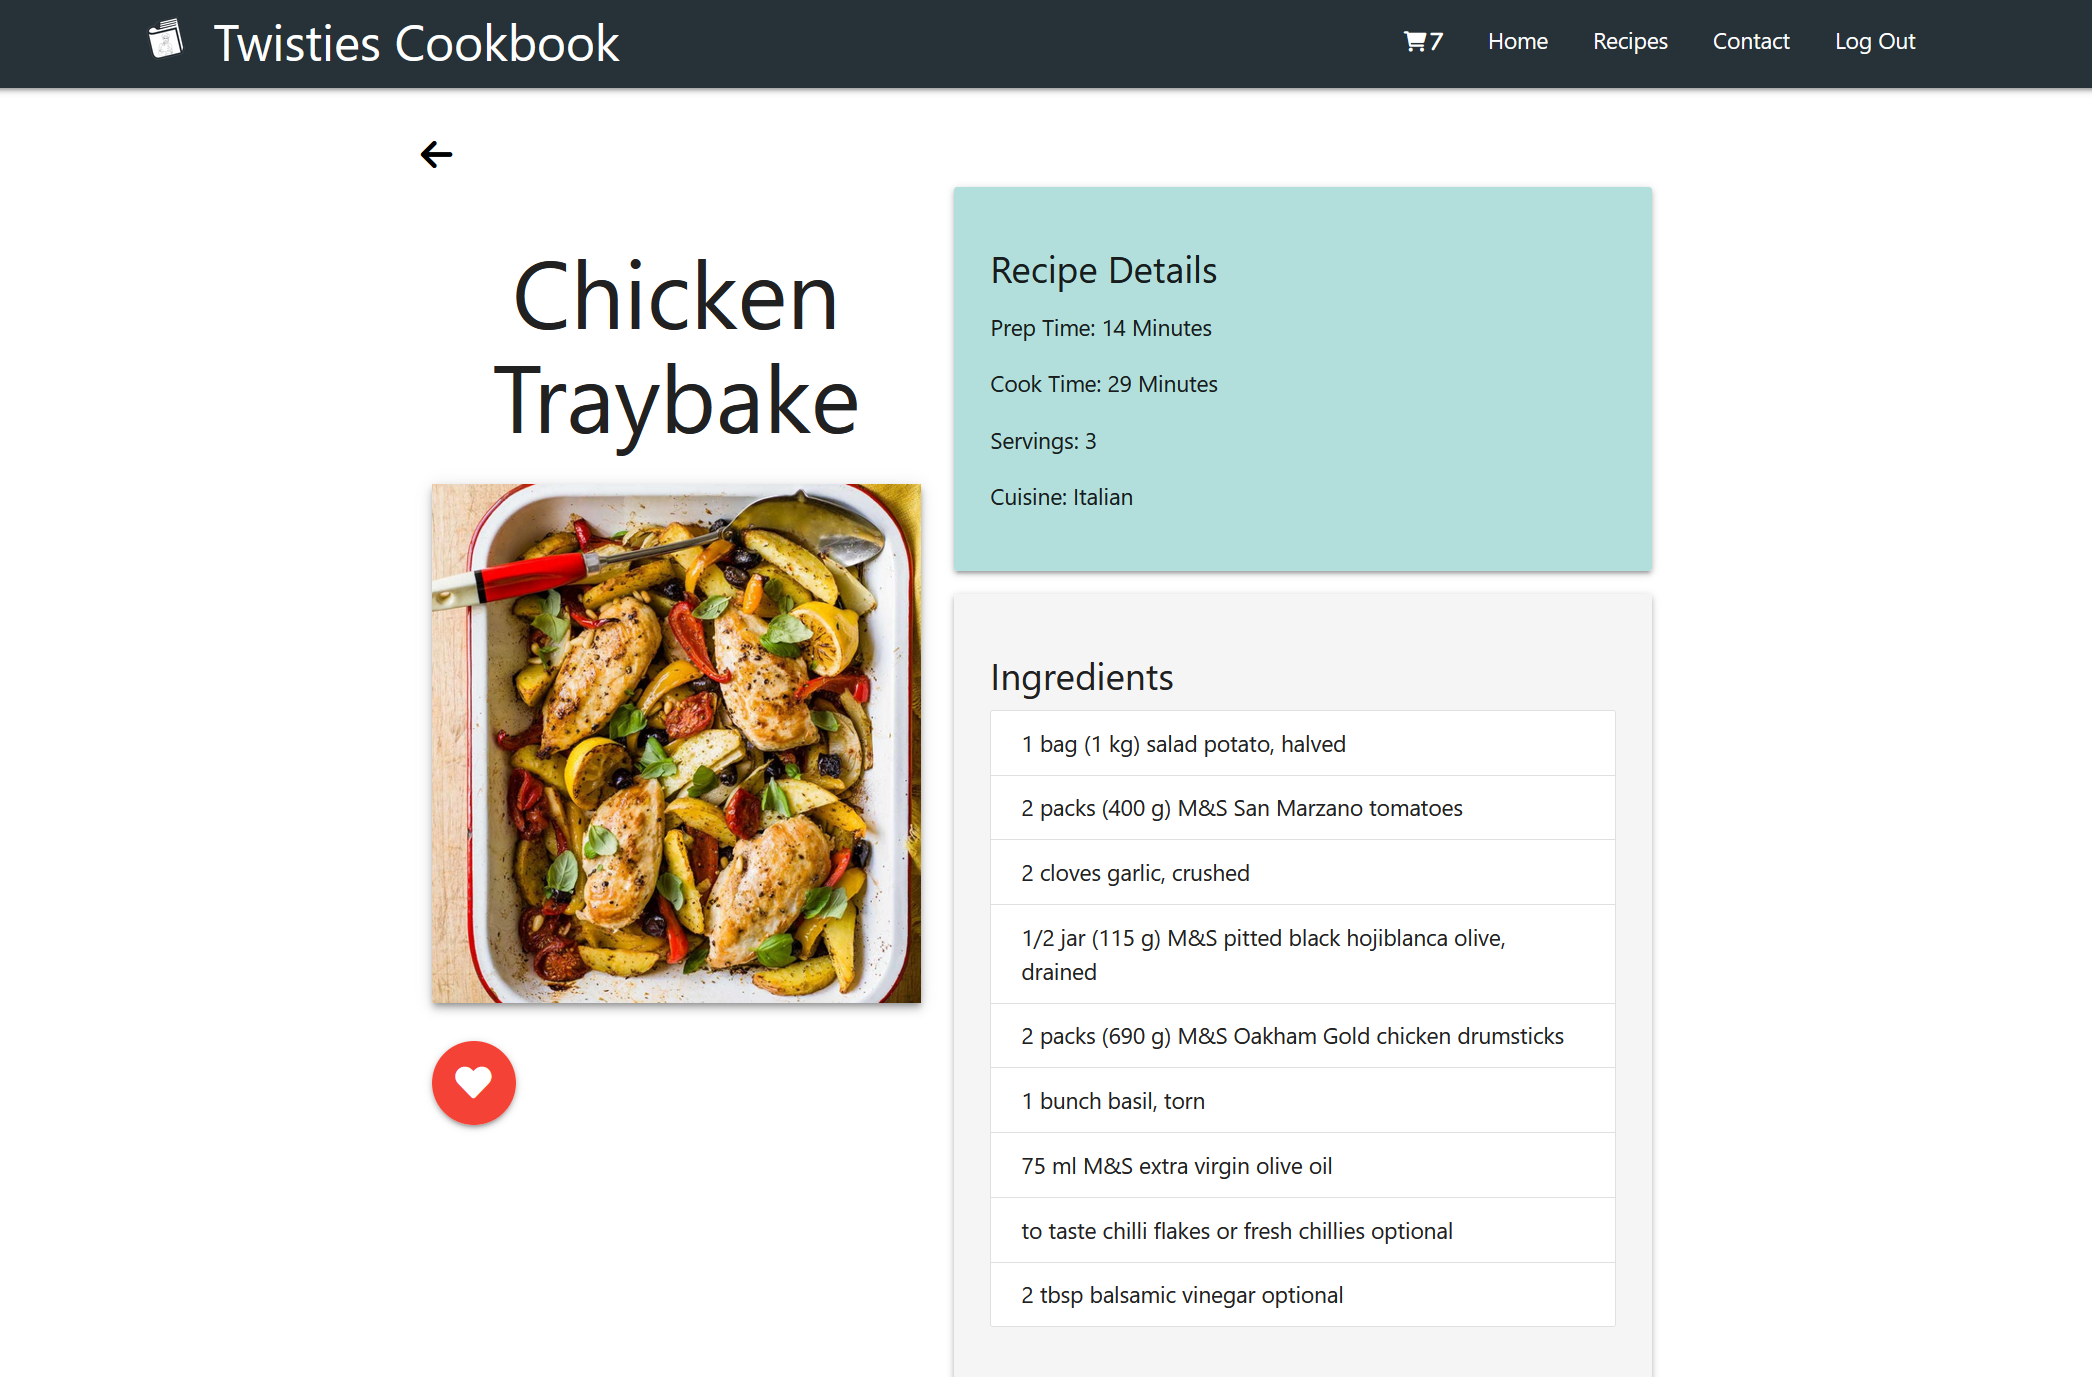 Twisties Cookbook
7
Home
Recipes
Contact
Log Out
Chicken
Traybake
Recipe Details
Prep Time: 14 Minutes
Cook Time: 29 Minutes
Servings: 3
Cuisine: Italian
Ingredients
1 bag (1 kg) salad potato, halved
2 packs (400 g) M&S San Marzano tomatoes
2 cloves garlic, crushed
1/2 jar (115 g) M&S pitted black hojiblanca olive,
drained
2 packs (690 g) M&S Oakham Gold chicken drumsticks
1 bunch basil, torn
75 ml M&S extra virgin olive oil
to taste chilli flakes or fresh chillies optional
2 tbsp balsamic vinegar optional